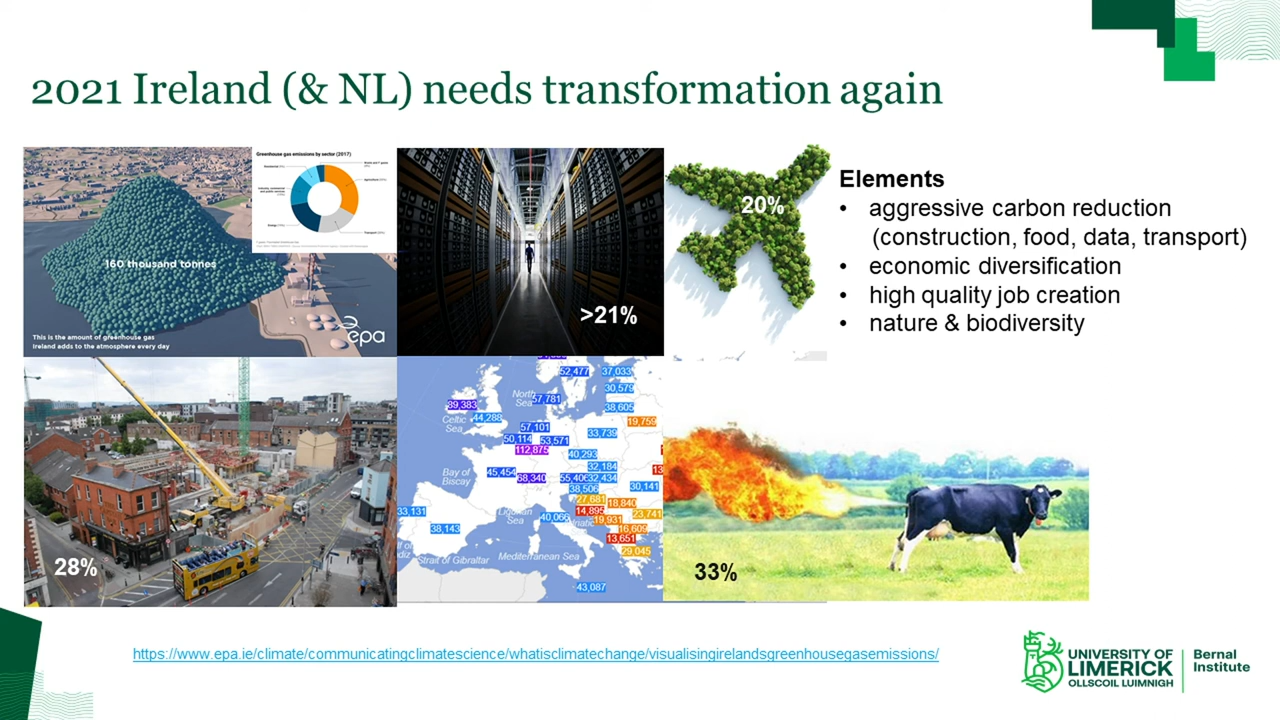 2021 Ireland (& NL) needs transformation again
Greenhouse gas emissions by sector (2017)
160 thousand tonnes
This is the amount of greenhouse gas
Ireland adds to the atmosphere every day
epa
>21%
20%
Elements
• aggressive carbon reduction
(construction, food, data, transport)
• economic diversification
• high quality job creation
• nature & biodiversity
28%
52,477
37,033
30,579
North
Sea
57,781
38,605
89,383
44,288
Celtic
Sea
19,759
57,101
33,739
50,114
53,571
112,875
40,293
32,184
Bay of
Biscay
45,454
68,340
55,406
32,434
38,506
30,141
27,681
18,840
33,131
14,895
23,741
Ligurian
Sea
40,066
19,931
38,143
16,609
13,651
29,045
Strait of Gibraltar
Mediterranean Sea
43,087
33%
https://www.epa.ie/climate/communicatingclimatescience/whatisclimatechange/visualisingirelandsgreenhousegasemissions/
UNIVERSITY OF
LIMERICK
OLLSCOIL LUIMNIGH
Bernal
Institute